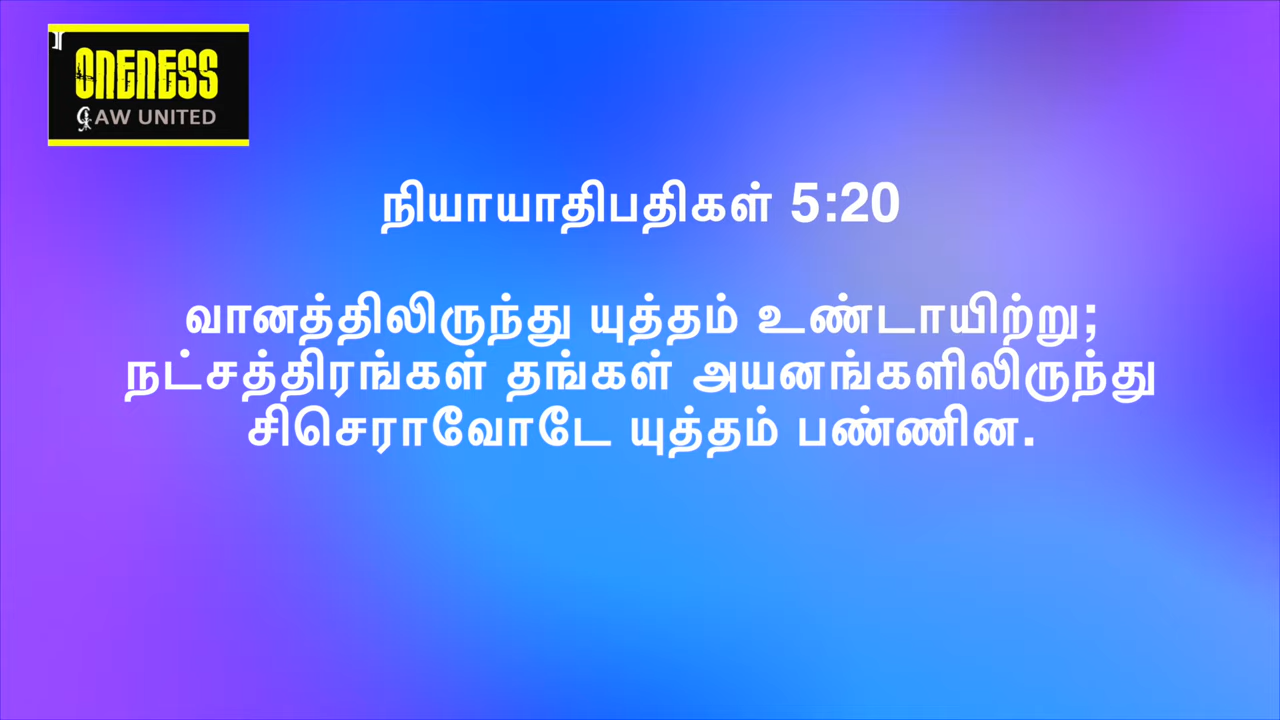 ONENESS
LAW UNITED
நியாயாதிபதிகள் 5:20
வானத்திலிருந்து யுத்தம் உண்டாயிற்று;
நட்சத்திரங்கள் தங்கள் அயனங்களிலிருந்து
சிசெராவோடே யுத்தம் பண்ணின.